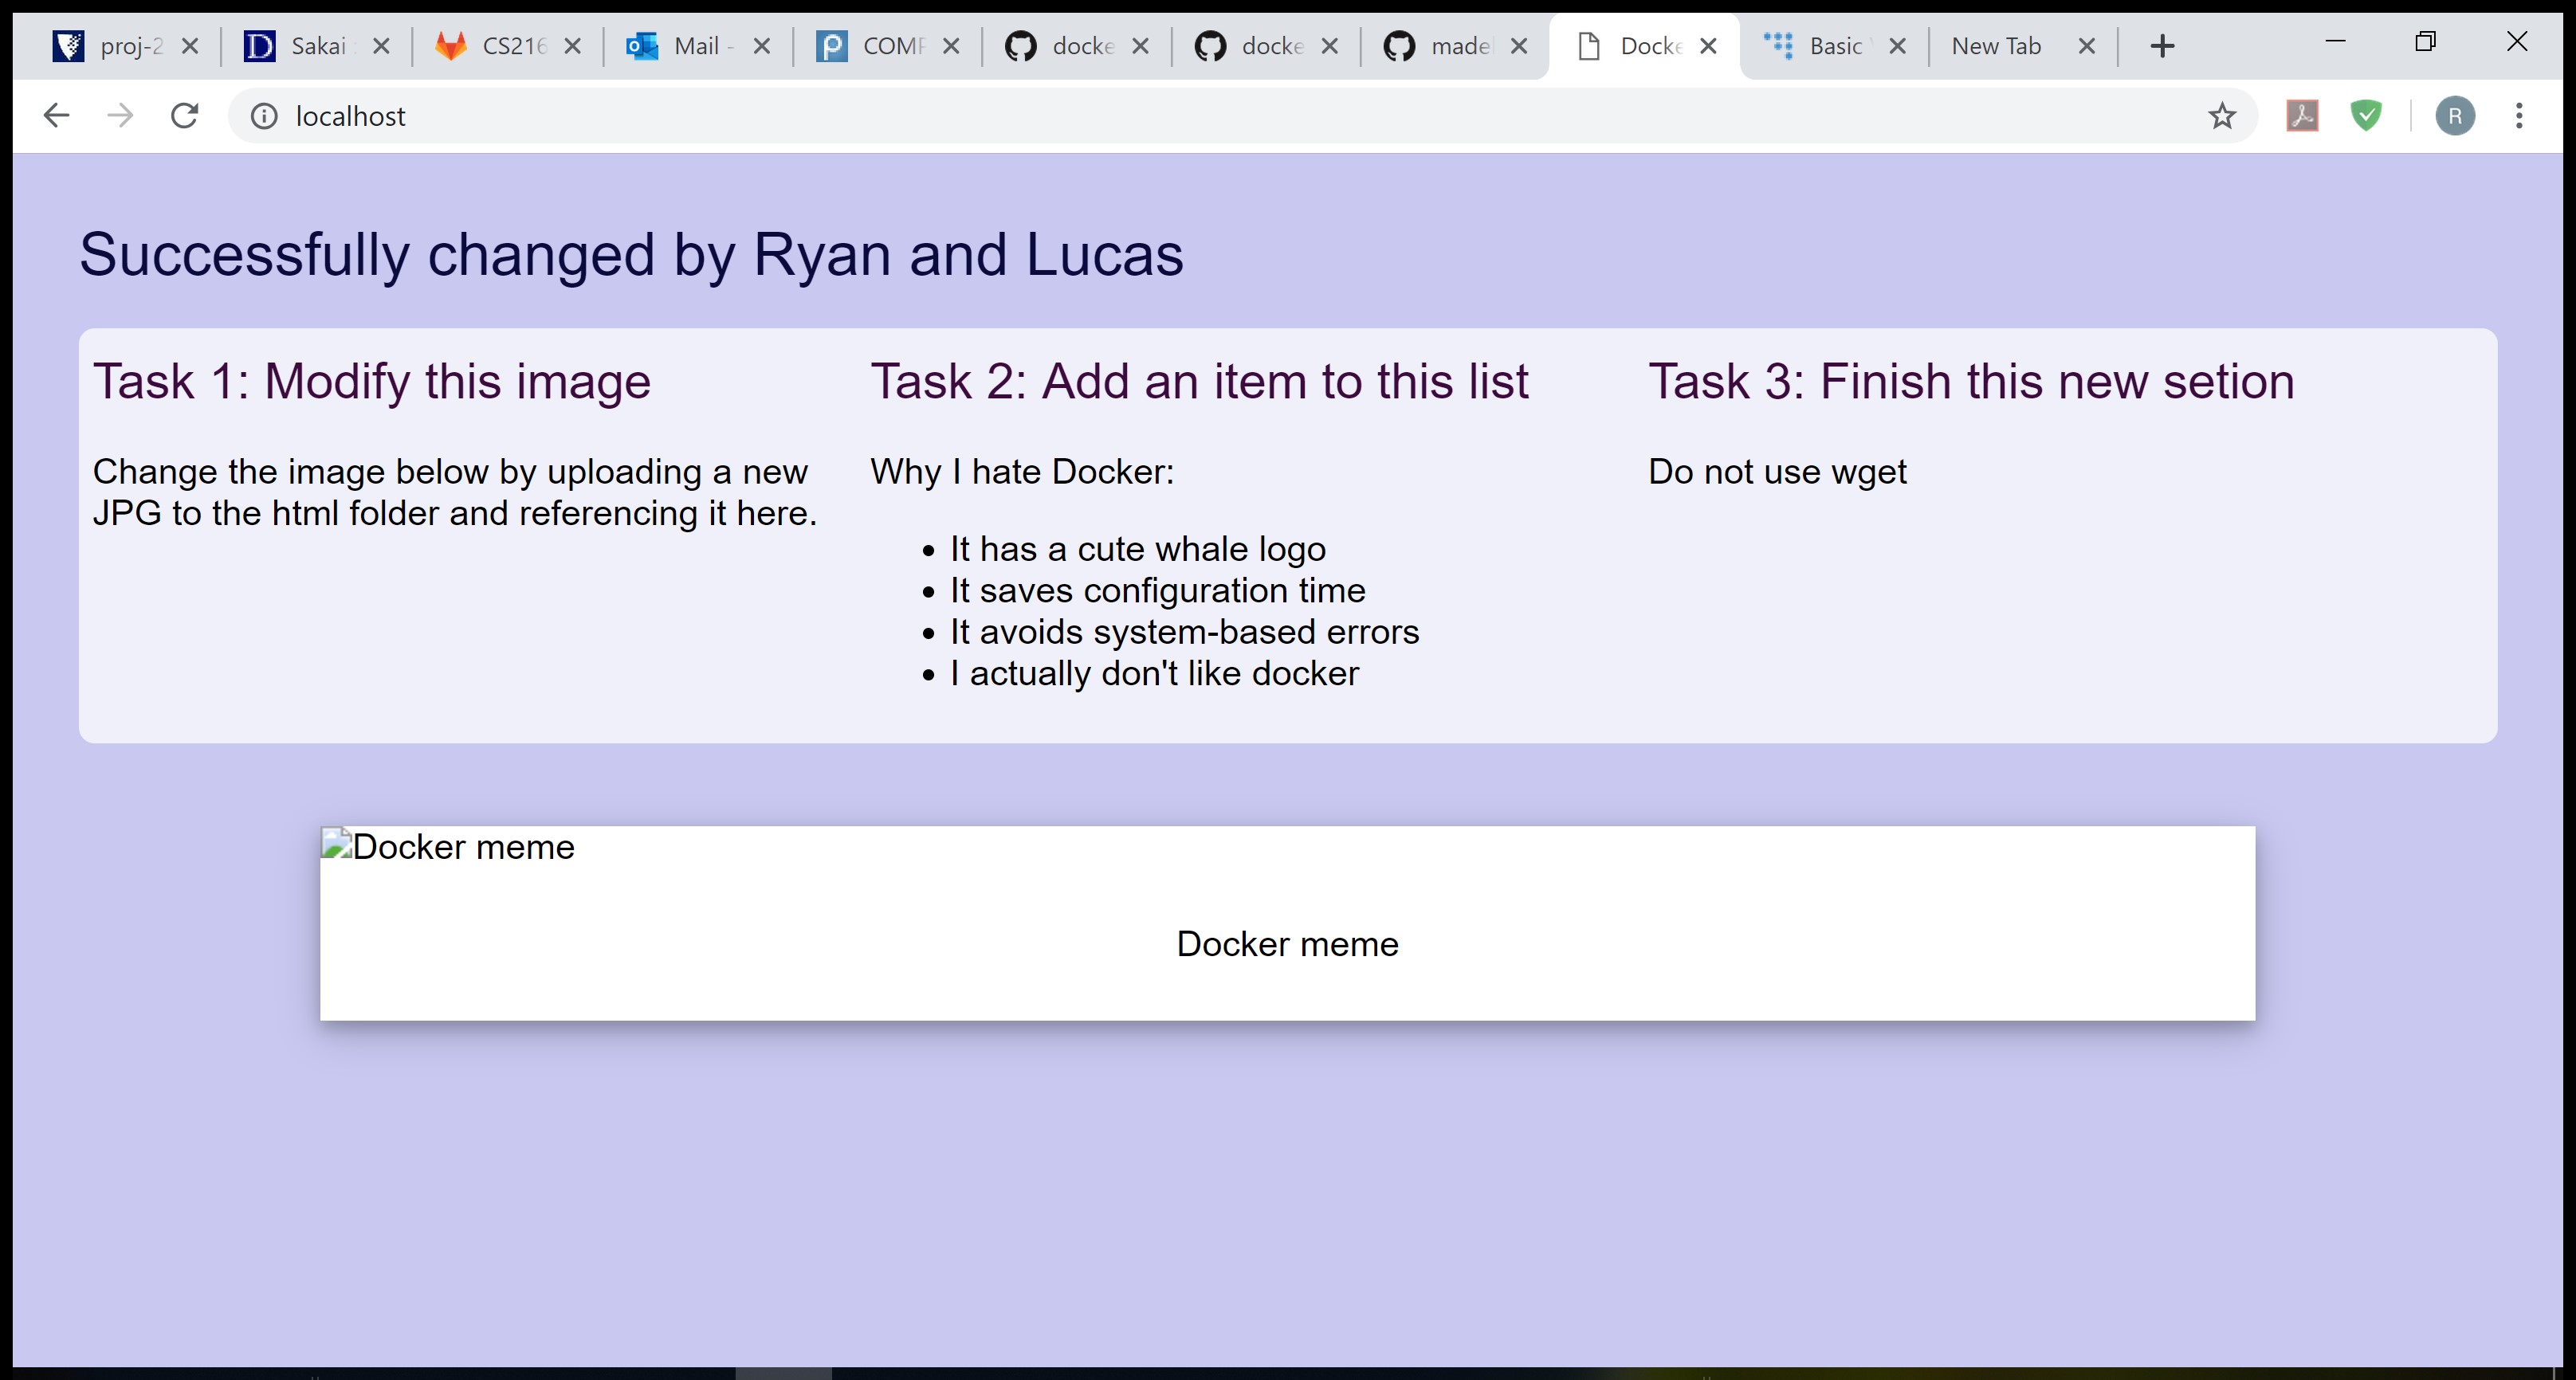 proj-2
Sakai
CS216
Mail -
COMP
docke
docke
made
Docke
Basic
New Tab
localhost
R
Successfully changed by Ryan and Lucas
Task 1: Modify this image
Change the image below by uploading a new
JPG to the html folder and referencing it here.
Task 2: Add an item to this list
Why I hate Docker:
It has a cute whale logo
It saves configuration time
It avoids system-based errors
I actually don't like docker
Task 3: Finish this new setion
Do not use wget
Docker meme
Docker meme